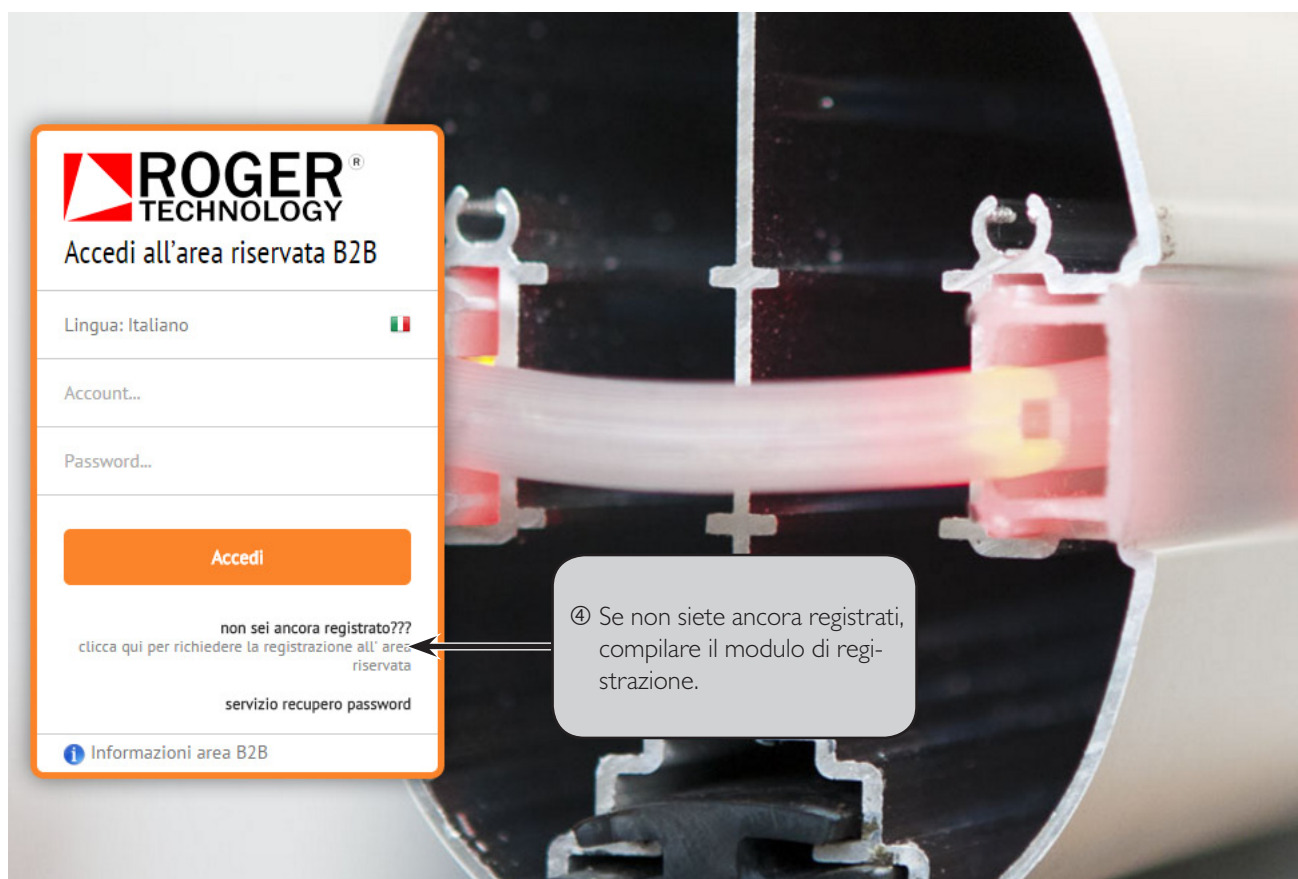 ROGER®
TECHNOLOGY
Accedi all'area riservata B2B
Lingua: Italiano
Account...
Password...
Accedi
non sei ancora registrato???
clicca qui per richiedere la registrazione all' area
riservata
servizio recupero password
Informazioni area B2B
④ Se non siete ancora registrati,
compilare il modulo di regi-
strazione.